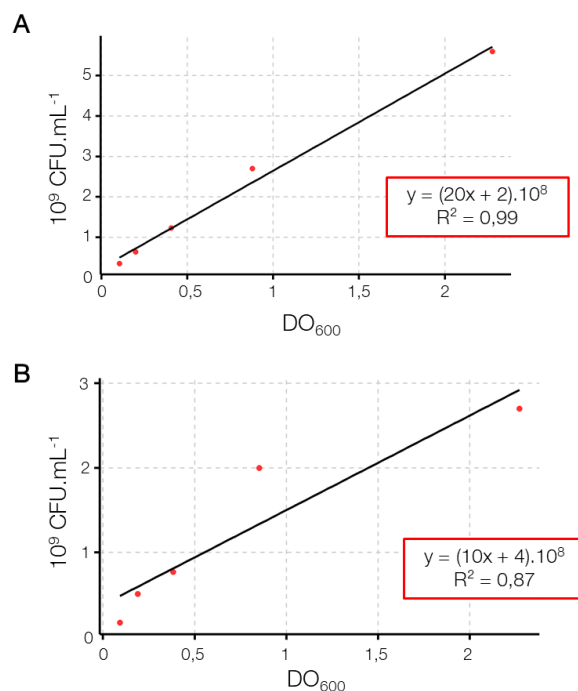 A
10⁹ CFU.mL⁻¹
5
4
3
2
1
0
y = (20x + 2).10⁸
R² = 0,99
0 0,5 1 1,5 2
DO₆₀₀
B
10⁹ CFU.mL⁻¹
3
2
1
0
y = (10x + 4).10⁸
R² = 0,87
0 0,5 1 1,5 2
DO₆₀₀